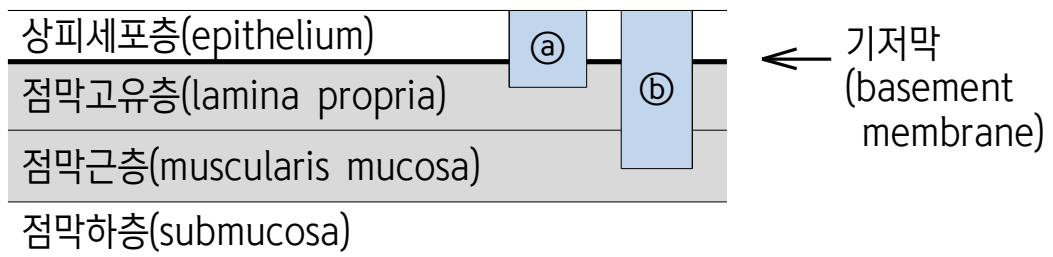 상피세포층(epithelium)
ⓐ
기저막
(basement
membrane)
점막고유층(lamina propria)
ⓑ
점막근층(muscularis mucosa)
점막하층(submucosa)